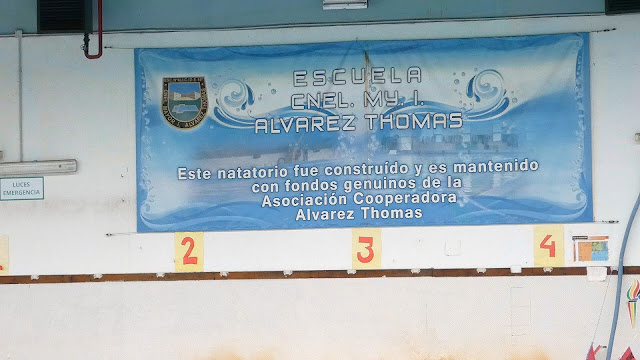 ESCUELA
CNEL. MY. I.
ALVAREZ THOMAS
Este natatorio fue construído y es mantenido
con fondos genuinos de la
Asociación Cooperadora
Alvarez Thomas
LUCES
EMERGENCIA
2
3
4